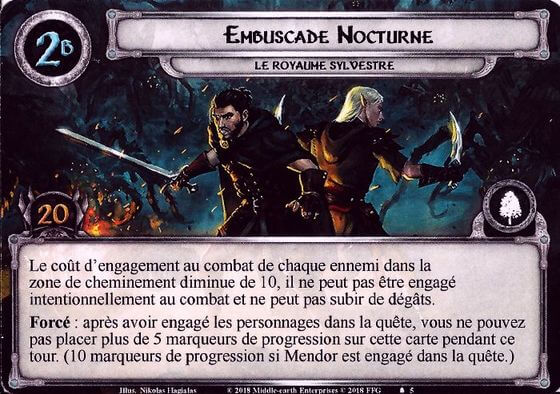 2B
EMBUSCADE NOCTURNE
LE ROYAUME SYLVESTRE
20
Le coût d’engagement au combat de chaque ennemi dans la
zone de cheminement diminue de 10, il ne peut pas être engagé
intentionnellement au combat et ne peut pas subir de dégâts.
Forcé : après avoir engagé les personnages dans la quête, vous ne pouvez
pas placer plus de 5 marqueurs de progression sur cette carte pendant ce
tour. (10 marqueurs de progression si Mendor est engagé dans la quête.)
Illus. Nikolas Hagialas © 2018 Middle-earth Enterprises © 2018 FFG 5